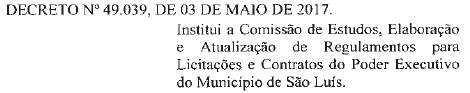 DECRETO Nº 49.039, DE 03 DE MAIO DE 2017.
Institui a Comissão de Estudos, Elaboração
e Atualização de Regulamentos para
Licitações e Contratos do Poder Executivo
do Município de São Luís.